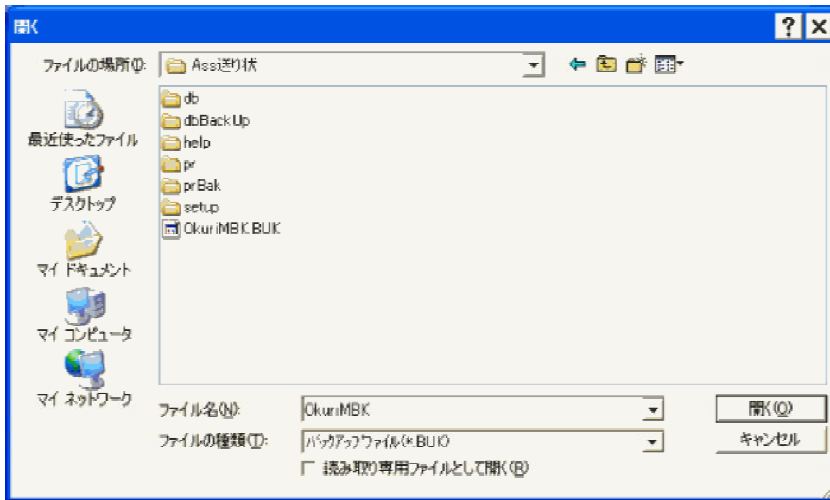 開く
ファイルの場所(I):
Ass送り状
最近使ったファイル
デスクトップ
マイ ドキュメント
マイ コンピュータ
マイ ネットワーク
db
dbBackUp
help
pr
prBak
setup
OkuriMBK.BUK
ファイル名(N):
OkuriMBK
開く(O)
ファイルの種類(T):
バックアップファイル(*.BUK)
キャンセル
読み取り専用ファイルとして開く(R)